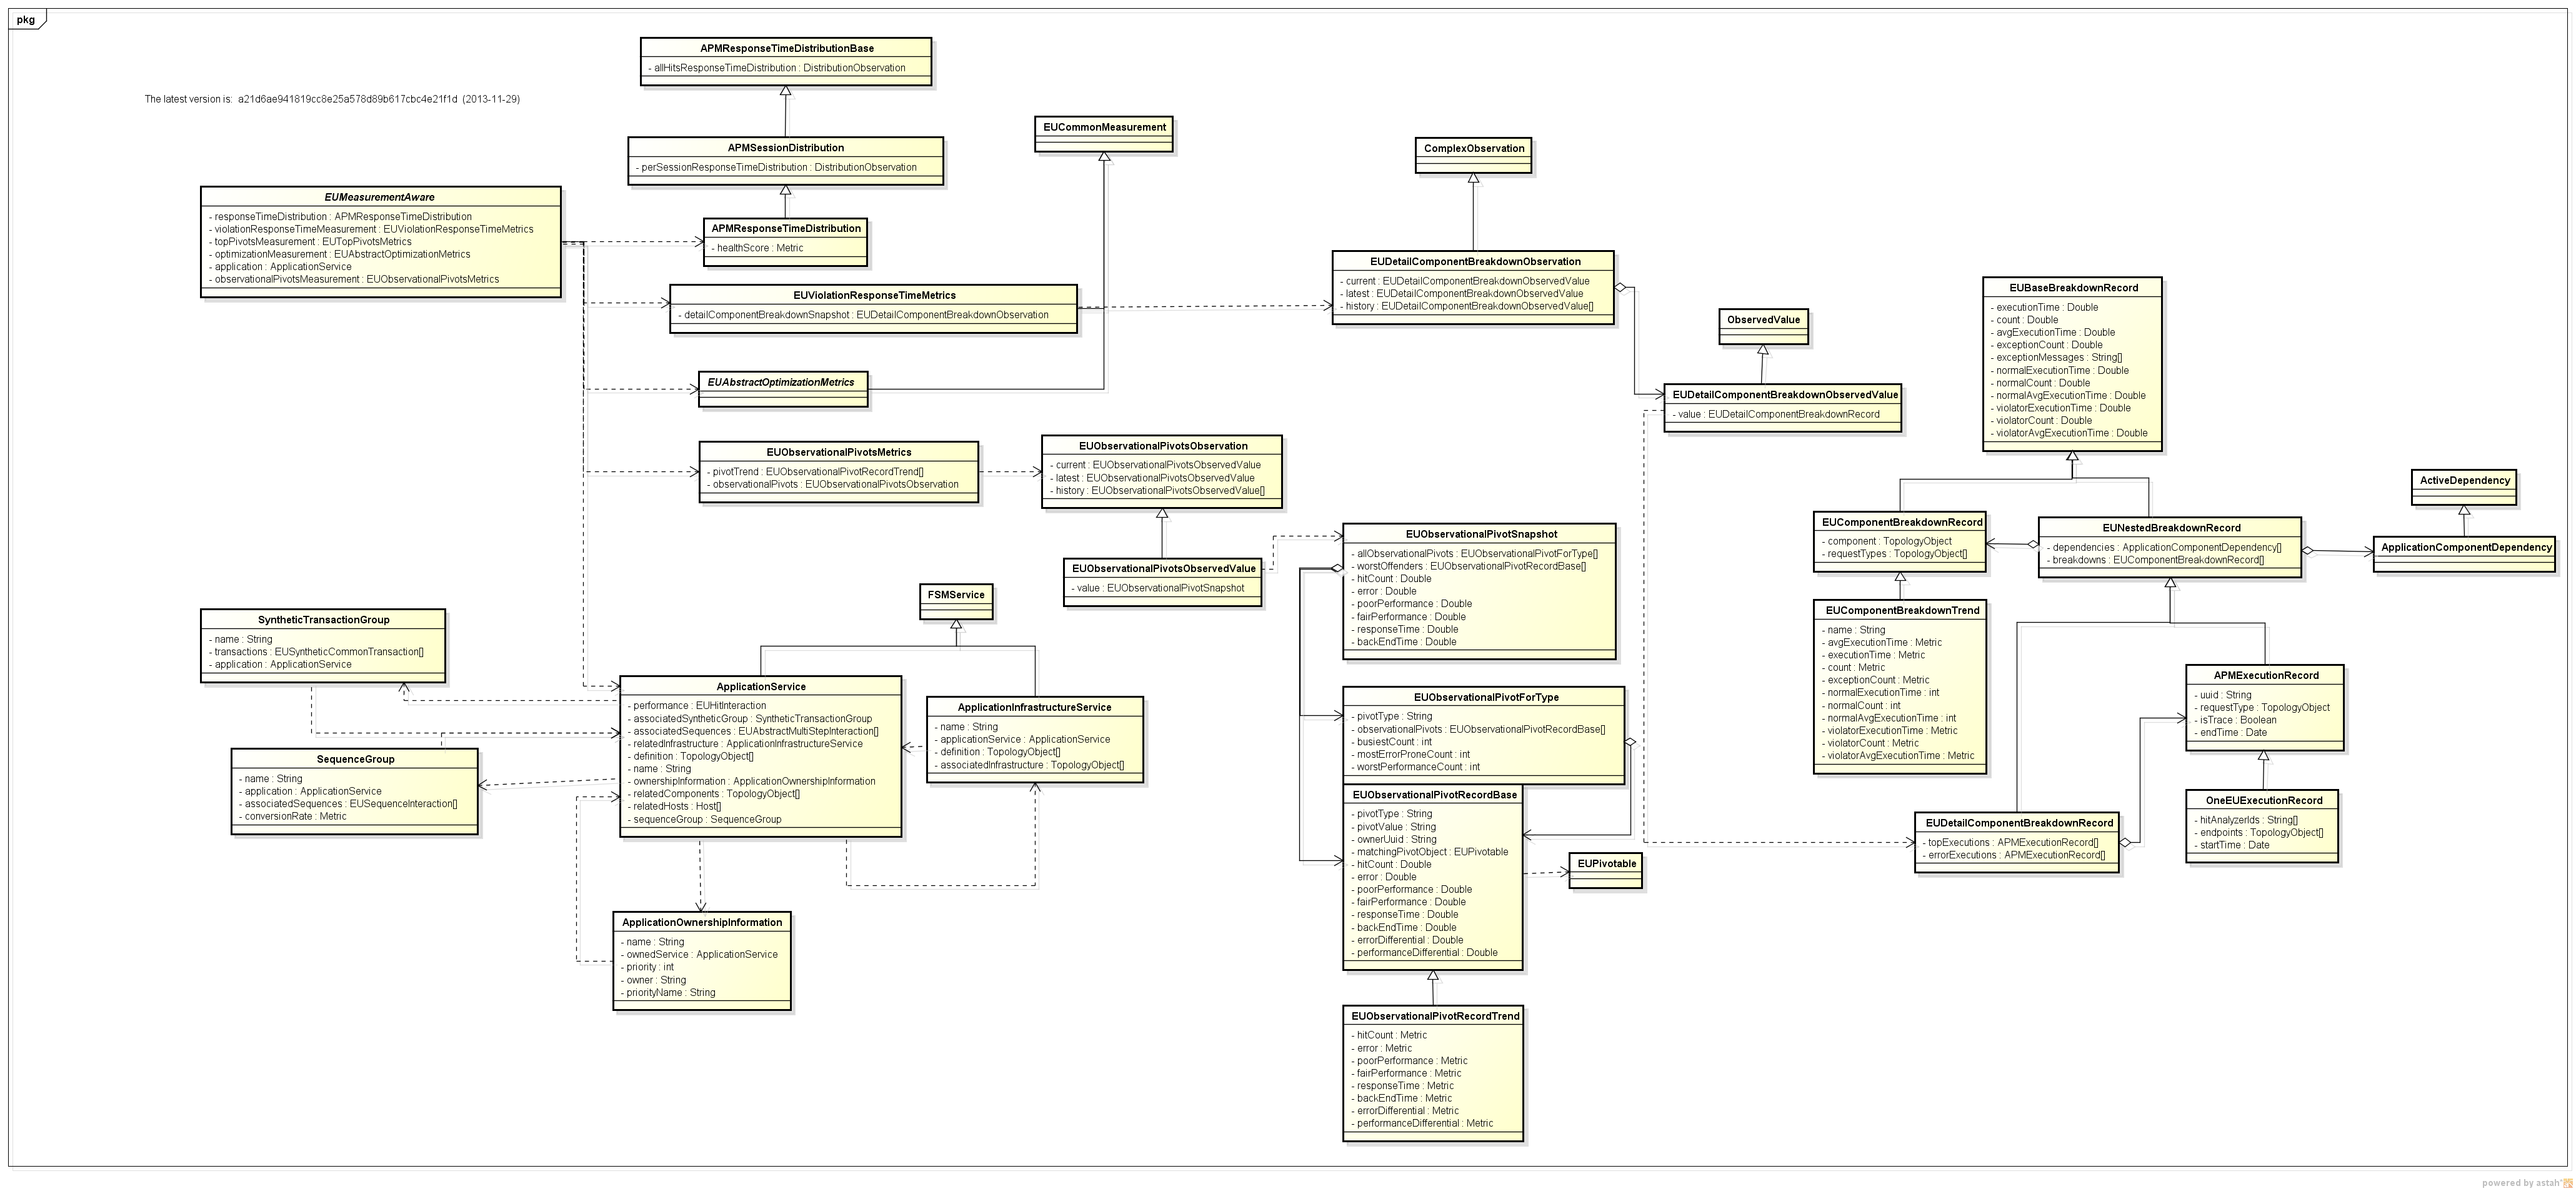 pkg
The latest version is:  a21d6ae941819cc8e25a578d89b617cbc4e21f1d  (2013-11-29)
APMResponseTimeDistributionBase
- allHitsResponseTimeDistribution : DistributionObservation
APMSessionDistribution
- perSessionResponseTimeDistribution : DistributionObservation
EUCommonMeasurement
ComplexObservation
EUMeasurementAware
- responseTimeDistribution : APMResponseTimeDistribution
- violationResponseTimeMeasurement : EUViolationResponseTimeMetrics
- topPivotsMeasurement : EUTopPivotsMetrics
- optimizationMeasurement : EUAbstractOptimizationMetrics
- application : ApplicationService
- observationalPivotsMeasurement : EUObservationalPivotsMetrics
APMResponseTimeDistribution
- healthScore : Metric
EUViolationResponseTimeMetrics
- detailComponentBreakdownSnapshot : EUDetailComponentBreakdownObservation
EUDetailComponentBreakdownObservation
- current : EUDetailComponentBreakdownObservedValue
- latest : EUDetailComponentBreakdownObservedValue
- history : EUDetailComponentBreakdownObservedValue[]
ObservedValue
EUBaseBreakdownRecord
- executionTime : Double
- count : Double
- avgExecutionTime : Double
- exceptionCount : Double
- exceptionMessages : String[]
- normalExecutionTime : Double
- normalCount : Double
- normalAvgExecutionTime : Double
- violatorExecutionTime : Double
- violatorCount : Double
- violatorAvgExecutionTime : Double
EUAbstractOptimizationMetrics
EUDetailComponentBreakdownObservedValue
- value : EUDetailComponentBreakdownRecord
EUObservationalPivotsMetrics
- pivotTrend : EUObservationalPivotRecordTrend[]
- observationalPivots : EUObservationalPivotsObservation
EUObservationalPivotsObservation
- current : EUObservationalPivotsObservedValue
- latest : EUObservationalPivotsObservedValue
- history : EUObservationalPivotsObservedValue[]
ActiveDependency
EUObservationalPivotSnapshot
- allObservationalPivots : EUObservationalPivotForType[]
- worstOffenders : EUObservationalPivotRecordBase[]
- hitCount : Double
- error : Double
- poorPerformance : Double
- fairPerformance : Double
- responseTime : Double
- backEndTime : Double
EUComponentBreakdownRecord
- component : TopologyObject
- requestTypes : TopologyObject[]
EUNestedBreakdownRecord
- dependencies : ApplicationComponentDependency[]
- breakdowns : EUComponentBreakdownRecord[]
ApplicationComponentDependency
EUObservationalPivotsObservedValue
- value : EUObservationalPivotSnapshot
FSMService
SyntheticTransactionGroup
- name : String
- transactions : EUSyntheticCommonTransaction[]
- application : ApplicationService
EUComponentBreakdownTrend
- name : String
- avgExecutionTime : Metric
- executionTime : Metric
- count : Metric
- exceptionCount : Metric
- normalExecutionTime : int
- normalCount : int
- normalAvgExecutionTime : int
- violatorExecutionTime : Metric
- violatorCount : Metric
- violatorAvgExecutionTime : Metric
APMExecutionRecord
- uuid : String
- requestType : TopologyObject
- isTrace : Boolean
- endTime : Date
ApplicationService
- performance : EUHitInteraction
- associatedSyntheticGroup : SyntheticTransactionGroup
- associatedSequences : EUAbstractMultiStepInteraction[]
- relatedInfrastructure : ApplicationInfrastructureService
- definition : TopologyObject[]
- name : String
- ownershipInformation : ApplicationOwnershipInformation
- relatedComponents : TopologyObject[]
- relatedHosts : Host[]
- sequenceGroup : SequenceGroup
ApplicationInfrastructureService
- name : String
- applicationService : ApplicationService
- definition : TopologyObject[]
- associatedInfrastructure : TopologyObject[]
EUObservationalPivotForType
- pivotType : String
- observationalPivots : EUObservationalPivotRecordBase[]
- busiestCount : int
- mostErrorProneCount : int
- worstPerformanceCount : int
SequenceGroup
- name : String
- application : ApplicationService
- associatedSequences : EUSequenceInteraction[]
- conversionRate : Metric
EUObservationalPivotRecordBase
- pivotType : String
- pivotValue : String
- ownerUuid : String
- matchingPivotObject : EUPivotable
- hitCount : Double
- error : Double
- poorPerformance : Double
- fairPerformance : Double
- responseTime : Double
- backEndTime : Double
- errorDifferential : Double
- performanceDifferential : Double
EUPivotable
OneEUExecutionRecord
- hitAnalyzerIds : String[]
- endpoints : TopologyObject[]
- startTime : Date
EUDetailComponentBreakdownRecord
- topExecutions : APMExecutionRecord[]
- errorExecutions : APMExecutionRecord[]
ApplicationOwnershipInformation
- name : String
- ownedService : ApplicationService
- priority : int
- owner : String
- priorityName : String
EUObservationalPivotRecordTrend
- hitCount : Metric
- error : Metric
- poorPerformance : Metric
- fairPerformance : Metric
- responseTime : Metric
- backEndTime : Metric
- errorDifferential : Metric
- performanceDifferential : Metric
powered by astah*